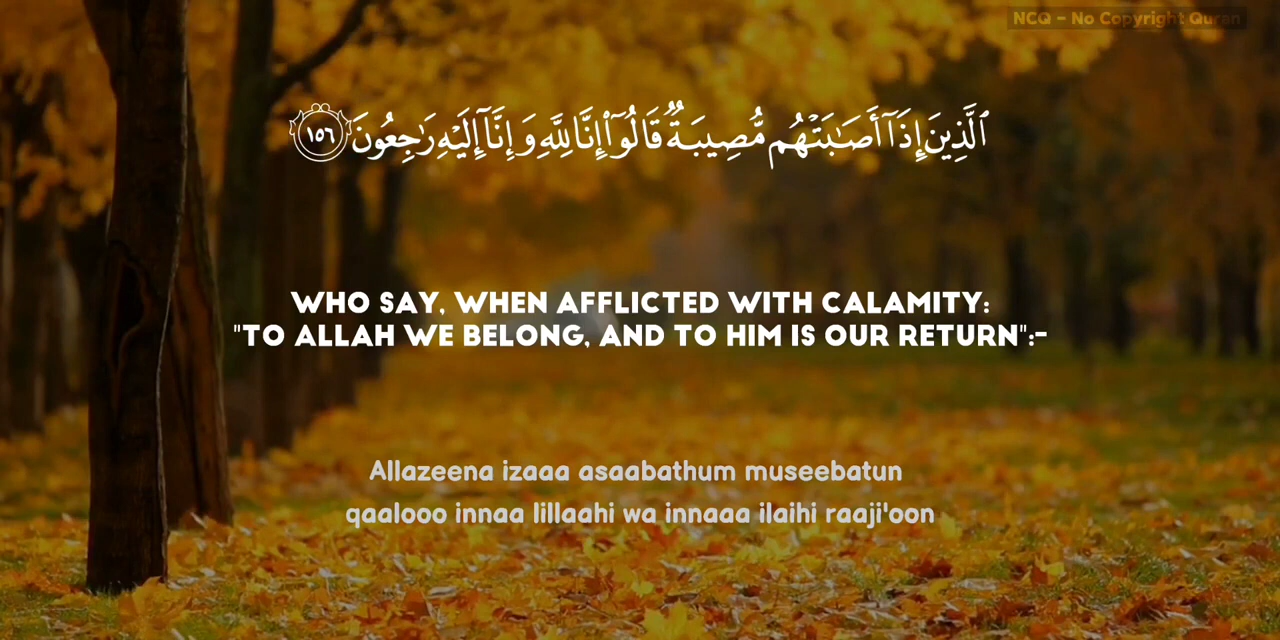 NCQ - No Copyright Quran
ٱلَّذِينَ إِذَآ أَصَٰبَتْهُم مُّصِيبَةٌ قَالُوٓا۟ إِنَّا لِلَّهِ وَإِنَّآ إِلَيْهِ رَٰجِعُونَ ١٥٦
WHO SAY, WHEN AFFLICTED WITH CALAMITY:
"TO ALLAH WE BELONG, AND TO HIM IS OUR RETURN":-
Allazeena izaaa asaabathum museebatun
qaalooo innaa lillaahi wa innaaa ilaihi raaji'oon